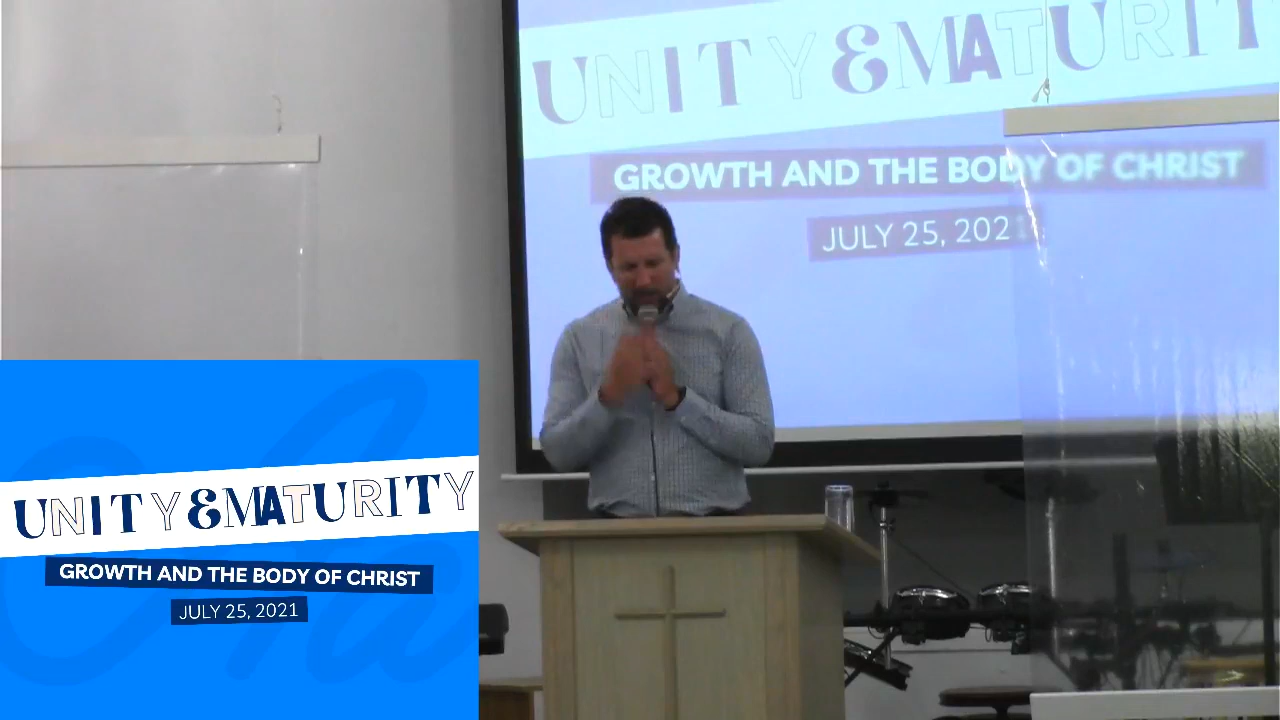 UNITY & MATURIT
GROWTH AND THE BODY OF CHRIST
JULY 25, 2021
UNITY & MATURITY
GROWTH AND THE BODY OF CHRIST
JULY 25, 2021